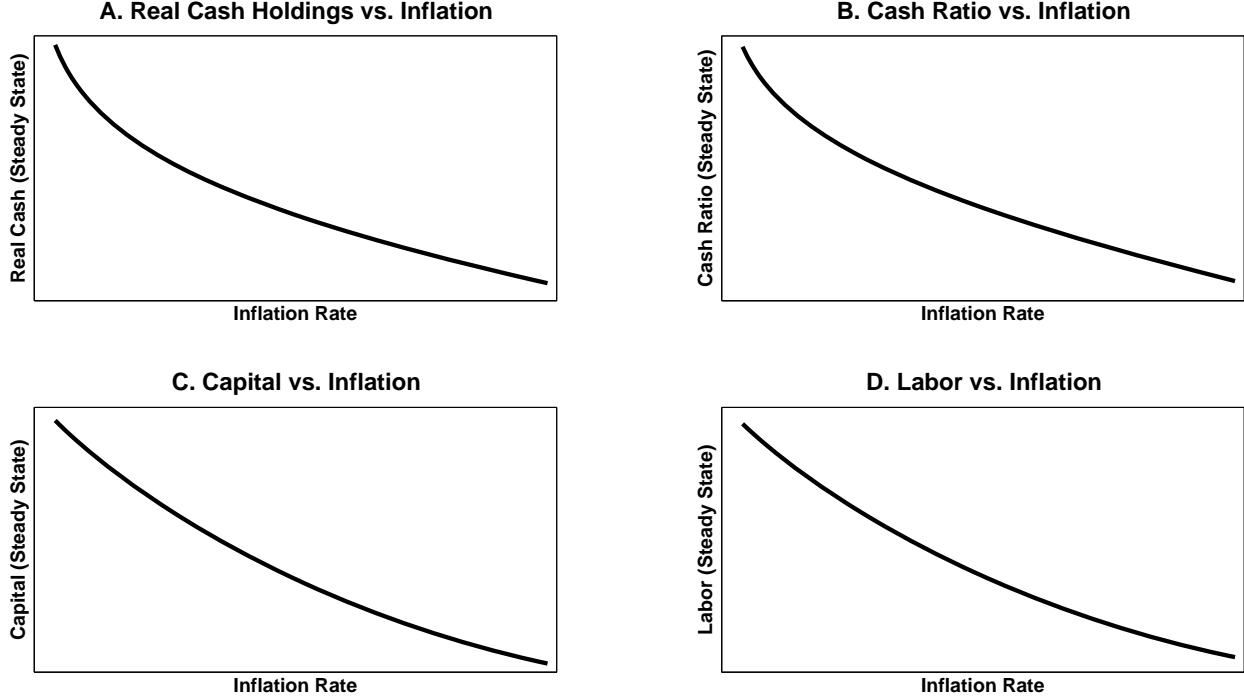 A. Real Cash Holdings vs. Inflation
Real Cash (Steady State)
Inflation Rate
B. Cash Ratio vs. Inflation
Cash Ratio (Steady State)
Inflation Rate
C. Capital vs. Inflation
Capital (Steady State)
Inflation Rate
D. Labor vs. Inflation
Labor (Steady State)
Inflation Rate